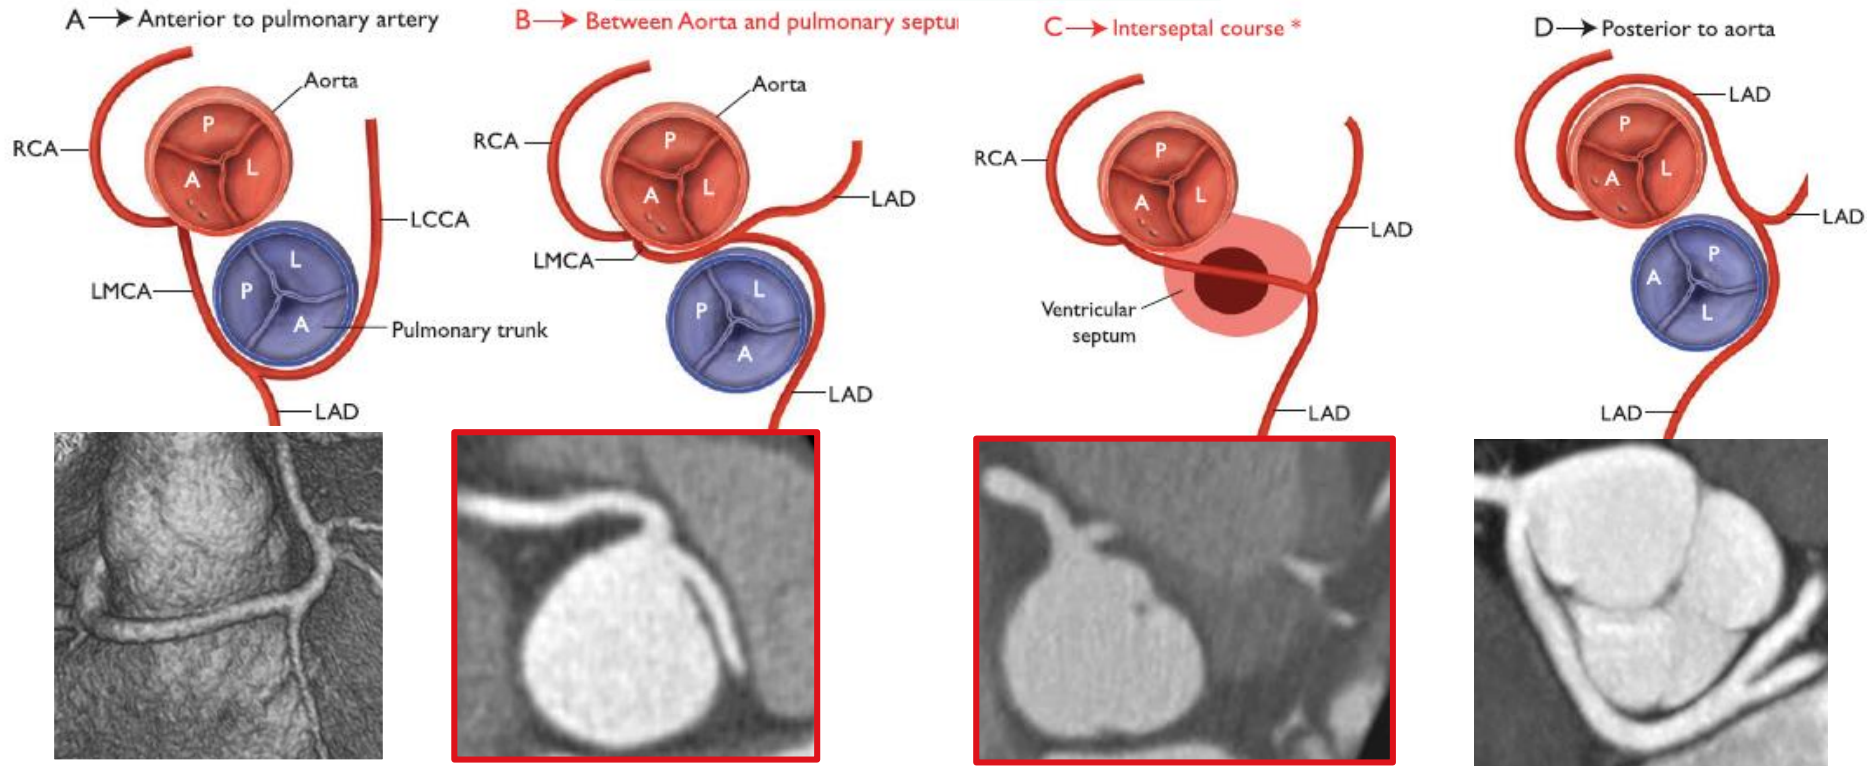 A → Anterior to pulmonary artery
Aorta
RCA
P
A
L
LCCA
LMCA
L
P
A
Pulmonary trunk
LAD
B → Between Aorta and pulmonary septu
Aorta
RCA
P
A
L
LAD
LMCA
L
P
A
LAD
C → Interseptal course *
RCA
P
A
L
LAD
Ventricular
septum
LAD
D → Posterior to aorta
LAD
P
A
L
LAD
P
A
L
LAD